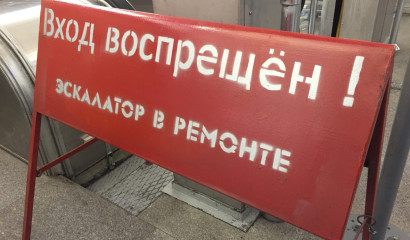 Вход воспрещён !
эскалатор в ремонте